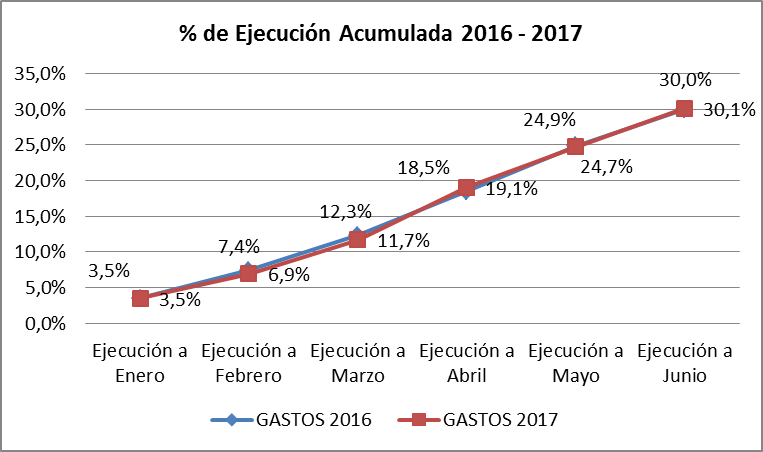 % de Ejecución Acumulada 2016 - 2017
35,0%
30,0%
25,0%
20,0%
15,0%
10,0%
5,0%
0,0%
3,5%
7,4%
12,3%
18,5%
24,9%
30,0%
3,5%
6,9%
11,7%
19,1%
24,7%
30,1%
Ejecución a
Enero
Ejecución a
Febrero
Ejecución a
Marzo
Ejecución a
Abril
Ejecución a
Mayo
Ejecución a
Junio
GASTOS 2016
GASTOS 2017